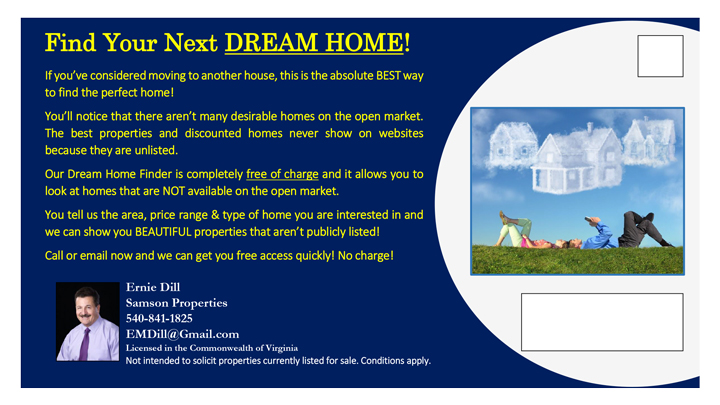 Find Your Next DREAM HOME!
If you’ve considered moving to another house, this is the absolute BEST way
to find the perfect home!
You’ll notice that there aren’t many desirable homes on the open market.
The best properties and discounted homes never show on websites
because they are unlisted.
Our Dream Home Finder is completely free of charge and it allows you to
look at homes that are NOT available on the open market.
You tell us the area, price range & type of home you are interested in and
we can show you BEAUTIFUL properties that aren’t publicly listed!
Call or email now and we can get you free access quickly! No charge!
Ernie Dill
Samson Properties
540-841-1825
EMDill@Gmail.com
Licensed in the Commonwealth of Virginia
Not intended to solicit properties currently listed for sale. Conditions apply.